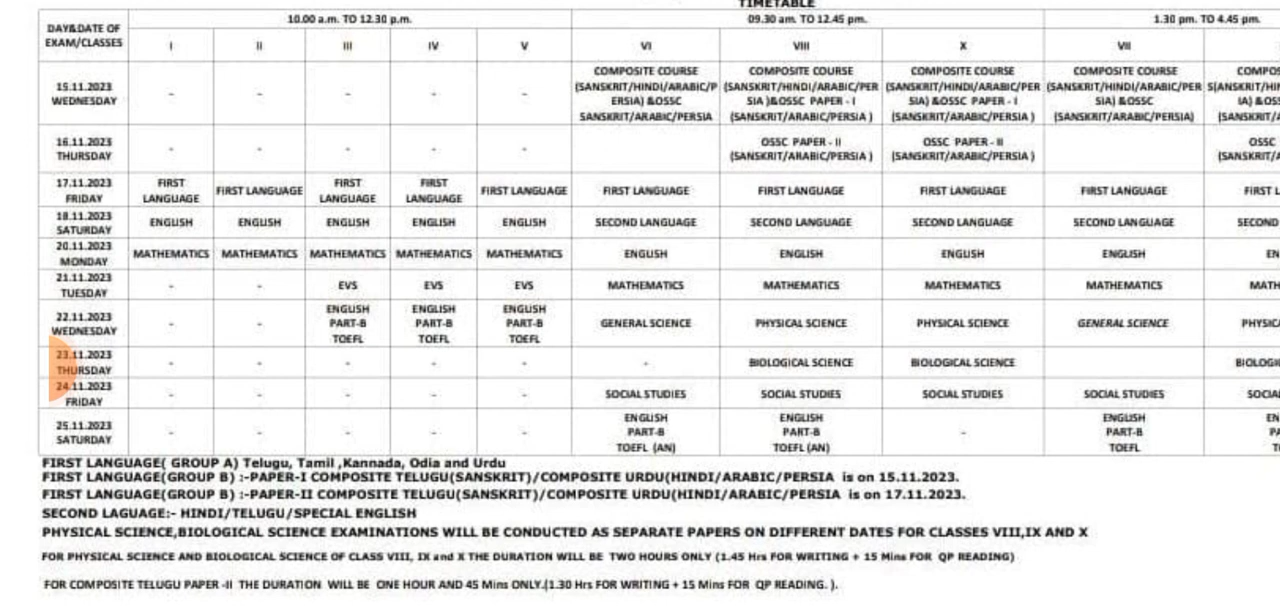 TIMETABLE
DAY&DATE OF EXAM/CLASSES 10.00 a.m. TO 12.30 p.m. 09.30 am. TO 12.45 pm. 1.30 pm. TO 4.45 pm.
I II III IV V VI VIII X VII
15.11.2023 WEDNESDAY - - - - - COMPOSITE COURSE (SANSKRIT/HINDI/ARABIC/PERSIA) &OSSC SANSKRIT/ARABIC/PERSIA COMPOSITE COURSE (SANSKRIT/HINDI/ARABIC/PERSIA )&OSSC PAPER - I (SANSKRIT/ARABIC/PERSIA ) COMPOSITE COURSE (SANSKRIT/HINDI/ARABIC/PERSIA) &OSSC PAPER - I (SANSKRIT/ARABIC/PERSIA ) COMPOSITE COURSE (SANSKRIT/HINDI/ARABIC/PERSIA) &OSSC (SANSKRIT/ARABIC/PERSIA)
16.11.2023 THURSDAY - - - - - OSSC PAPER - II (SANSKRIT/ARABIC/PERSIA ) OSSC PAPER - II (SANSKRIT/ARABIC/PERSIA ) OSSC
17.11.2023 FRIDAY FIRST LANGUAGE FIRST LANGUAGE FIRST LANGUAGE FIRST LANGUAGE FIRST LANGUAGE FIRST LANGUAGE FIRST LANGUAGE FIRST LANGUAGE FIRST LANGUAGE FIRST L
18.11.2023 SATURDAY ENGLISH ENGLISH ENGLISH ENGLISH ENGLISH SECOND LANGUAGE SECOND LANGUAGE SECOND LANGUAGE SECOND LANGUAGE SECOND
20.11.2023 MONDAY MATHEMATICS MATHEMATICS MATHEMATICS MATHEMATICS MATHEMATICS ENGLISH ENGLISH ENGLISH ENGLISH EN
21.11.2023 TUESDAY - - EVS EVS EVS MATHEMATICS MATHEMATICS MATHEMATICS MATHEMATICS MATH
22.11.2023 WEDNESDAY - - ENGLISH PART-B TOEFL ENGLISH PART-B TOEFL ENGLISH PART-B TOEFL GENERAL SCIENCE PHYSICAL SCIENCE PHYSICAL SCIENCE GENERAL SCIENCE PHYSIC
23.11.2023 THURSDAY - - - - - - BIOLOGICAL SCIENCE BIOLOGICAL SCIENCE BIOLOGI
24.11.2023 FRIDAY - - - - - SOCIAL STUDIES SOCIAL STUDIES SOCIAL STUDIES SOCIAL STUDIES SOCIA
25.11.2023 SATURDAY - - - - - ENGLISH PART-B TOEFL (AN) ENGLISH PART-B TOEFL (AN) - ENGLISH PART-B TOEFL EN PA TO
FIRST LANGUAGE( GROUP A) Telugu, Tamil ,Kannada, Odia and Urdu
FIRST LANGUAGE(GROUP B) :-PAPER-I COMPOSITE TELUGU(SANSKRIT)/COMPOSITE URDU(HINDI/ARABIC/PERSIA is on 15.11.2023.
FIRST LANGUAGE(GROUP B) :-PAPER-II COMPOSITE TELUGU(SANSKRIT)/COMPOSITE URDU(HINDI/ARABIC/PERSIA is on 17.11.2023.
SECOND LAGUAGE:- HINDI/TELUGU/SPECIAL ENGLISH
PHYSICAL SCIENCE,BIOLOGICAL SCIENCE EXAMINATIONS WILL BE CONDUCTED AS SEPARATE PAPERS ON DIFFERENT DATES FOR CLASSES VIII,IX AND X
FOR PHYSICAL SCIENCE AND BIOLOGICAL SCIENCE OF CLASS VIII, IX and X THE DURATION WILL BE TWO HOURS ONLY (1.45 Hrs FOR WRITING + 15 Mins FOR QP READING)
FOR COMPOSITE TELUGU PAPER -II THE DURATION WILL BE ONE HOUR AND 45 Mins ONLY.(1.30 Hrs FOR WRITING + 15 Mins FOR QP READING. ).